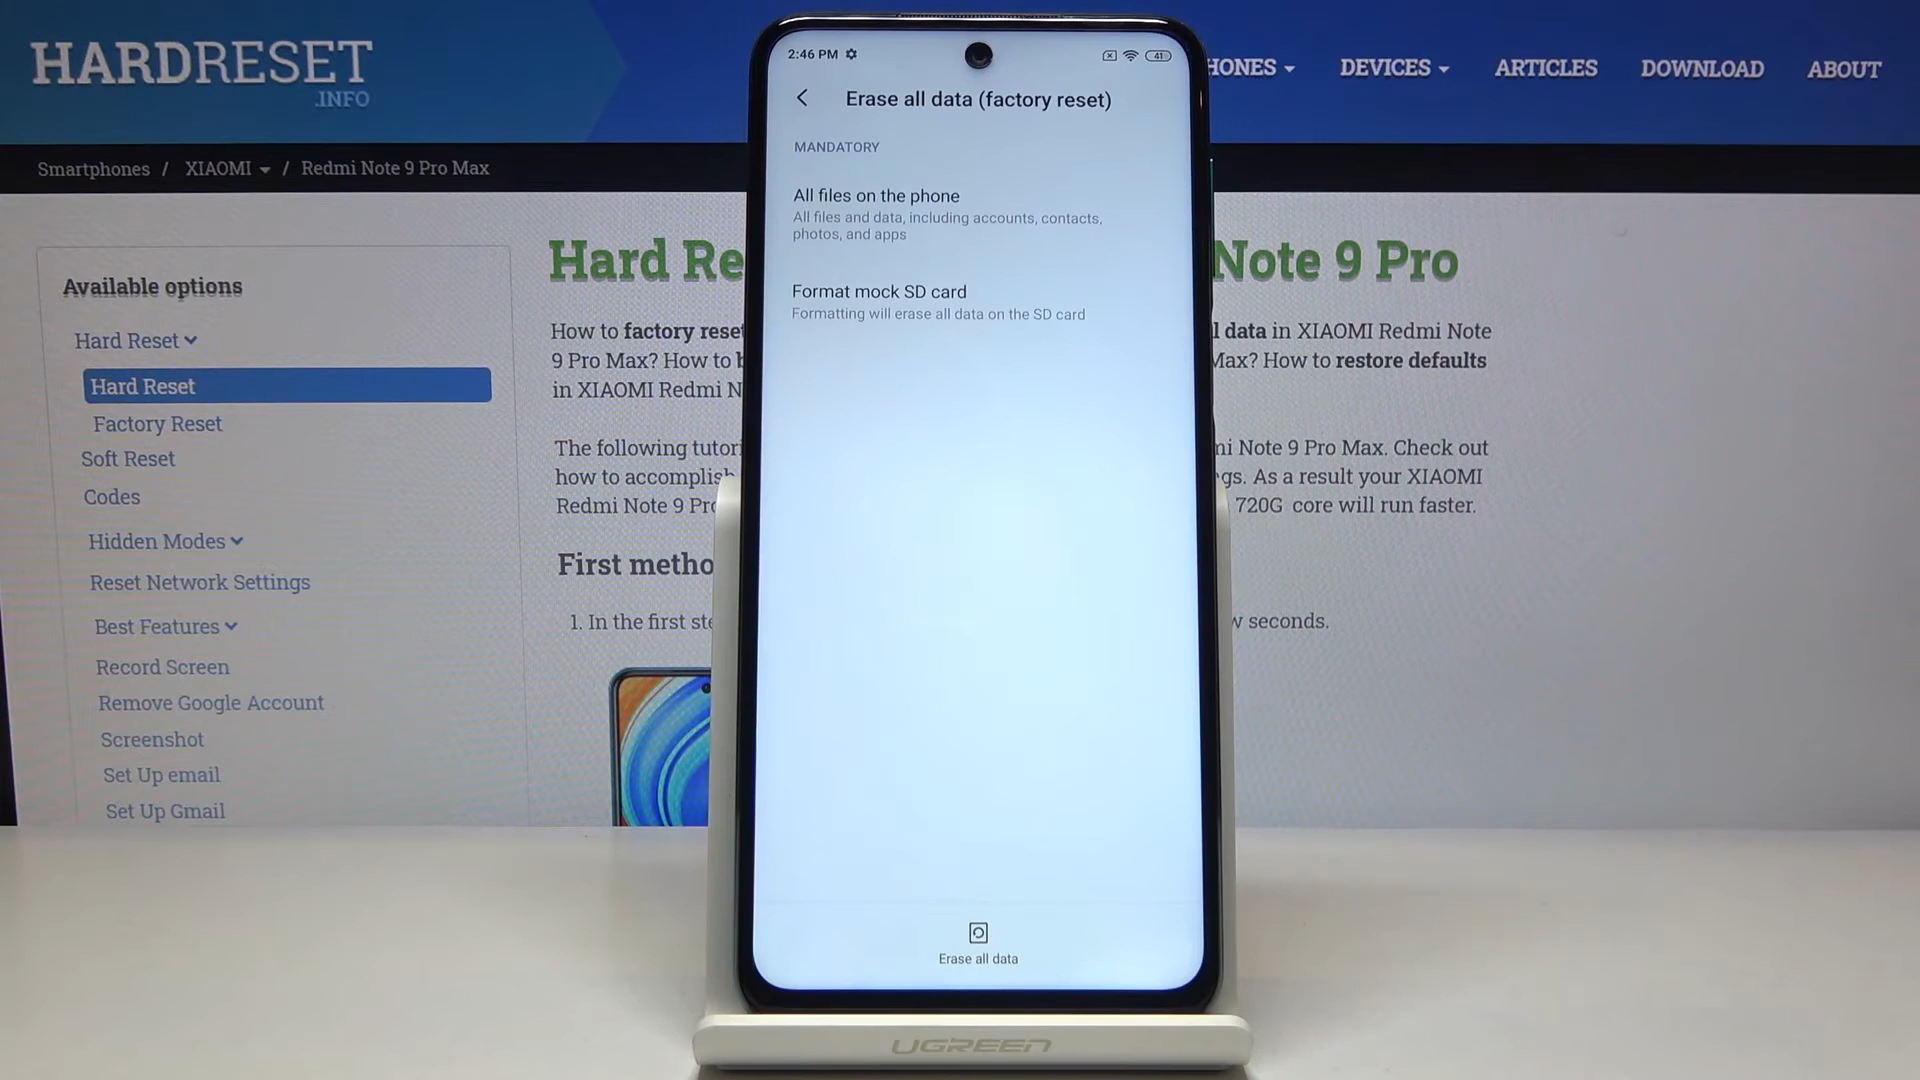 HARDRESET
.INFO
HONES
DEVICES
ARTICLES
DOWNLOAD
ABOUT
Smartphones / XIAOMI / Redmi Note 9 Pro Max
Available options
Hard Reset
Hard Reset
Factory Reset
Soft Reset
Codes
Hidden Modes
Reset Network Settings
Best Features
Record Screen
Remove Google Account
Screenshot
Set Up email
Set Up Gmail
Hard Re
Note 9 Pro
How to factory reset
l data in XIAOMI Redmi Note
9 Pro Max? How to b
Max? How to restore defaults
in XIAOMI Redmi N
The following tutori
ni Note 9 Pro Max. Check out
how to accomplish
gs. As a result your XIAOMI
Redmi Note 9 Pro
720G core will run faster.
First metho
1. In the first ste
w seconds.
2:46 PM
41
Erase all data (factory reset)
MANDATORY
All files on the phone
All files and data, including accounts, contacts,
photos, and apps
Format mock SD card
Formatting will erase all data on the SD card
Erase all data
UGREEN